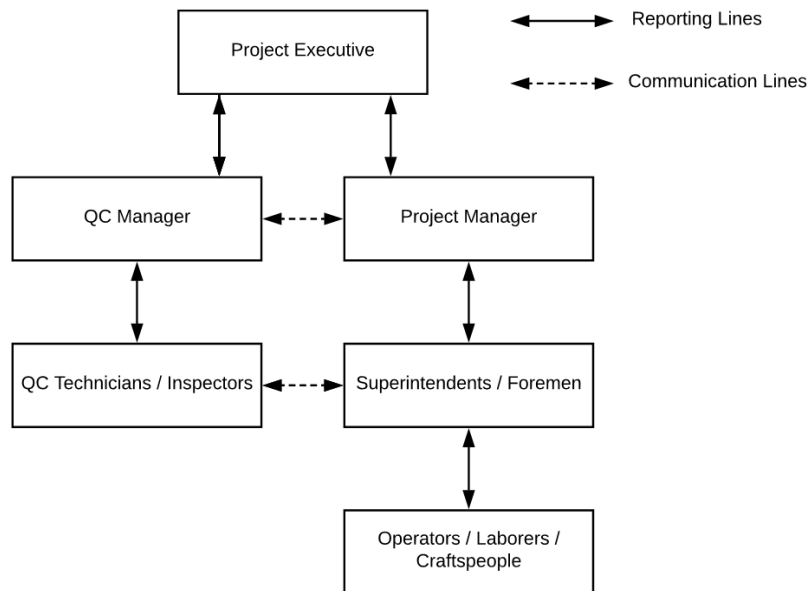 Project Executive
Reporting Lines
Communication Lines
QC Manager
Project Manager
QC Technicians / Inspectors
Superintendents / Foremen
Operators / Laborers /
Craftspeople